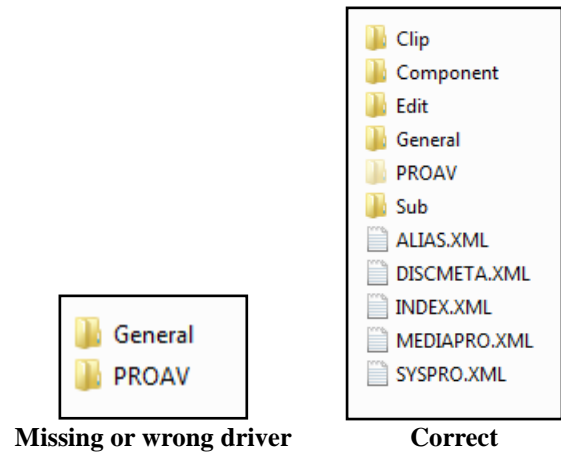 General
PROAV
Missing or wrong driver
Clip
Component
Edit
General
PROAV
Sub
ALIAS.XML
DISCMETA.XML
INDEX.XML
MEDIAPRO.XML
SYSPRO.XML
Correct